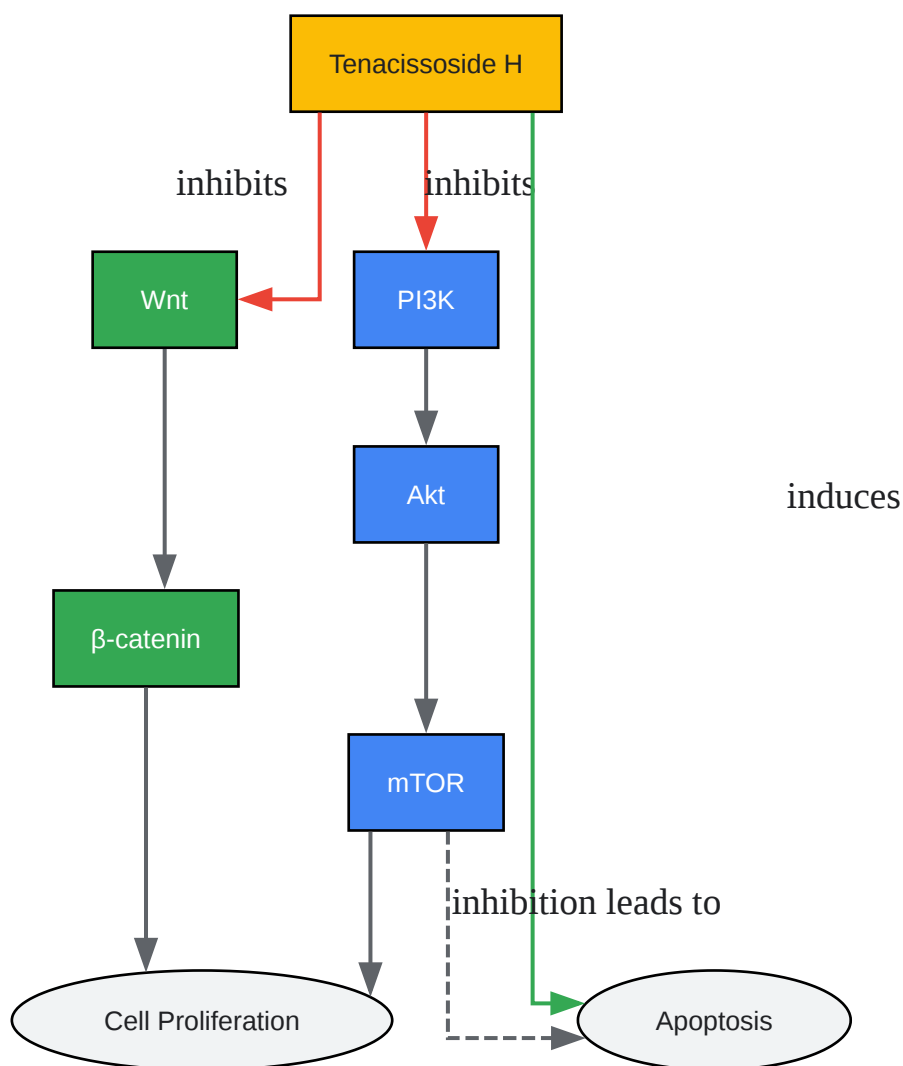 Tenacissoside H
inhibits
inhibits
Wnt
PI3K
Akt
induces
β-catenin
mTOR
inhibition leads to
Cell Proliferation
Apoptosis